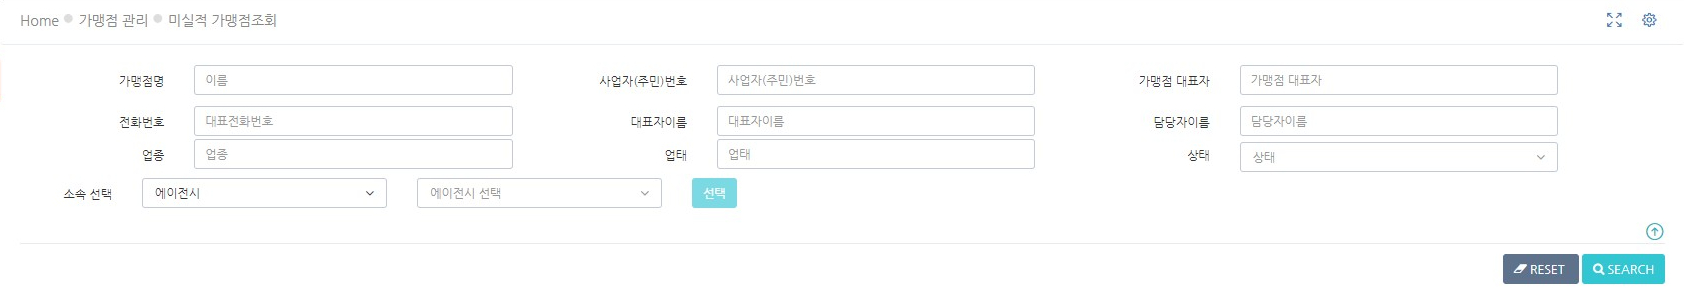 Home 가맹점 관리 미실적 가맹점조회
가맹점명 이름 사업자(주민)번호 사업자(주민)번호 가맹점 대표자 가맹점 대표자
전화번호 대표전화번호 대표자이름 대표자이름 담당자이름 담당자이름
업종 업종 업태 업태 상태 상태
소속 선택 에이전시 에이전시 선택 선택
RESET SEARCH